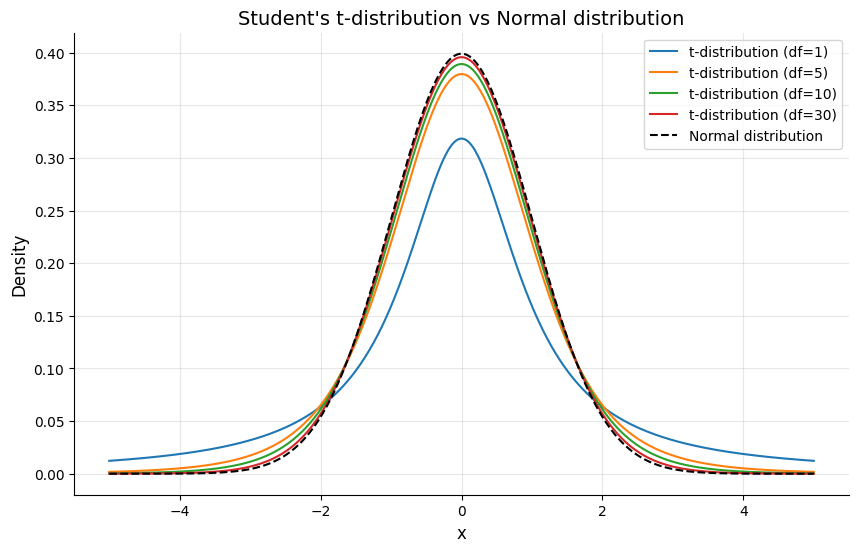 Student's t-distribution vs Normal distribution
t-distribution (df=1)
t-distribution (df=5)
t-distribution (df=10)
t-distribution (df=30)
Normal distribution
Density
0.40
0.35
0.30
0.25
0.20
0.15
0.10
0.05
0.00
−4
−2
0
2
4
x